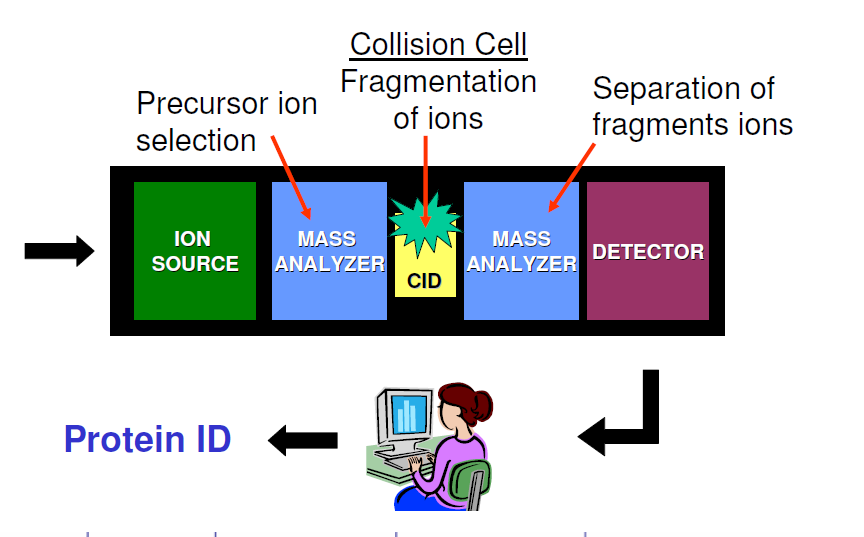 Collision Cell
Fragmentation
of ions
Precursor ion
selection
Separation of
fragments ions
ION
SOURCE
MASS
ANALYZER
CID
MASS
ANALYZER
DETECTOR
Protein ID